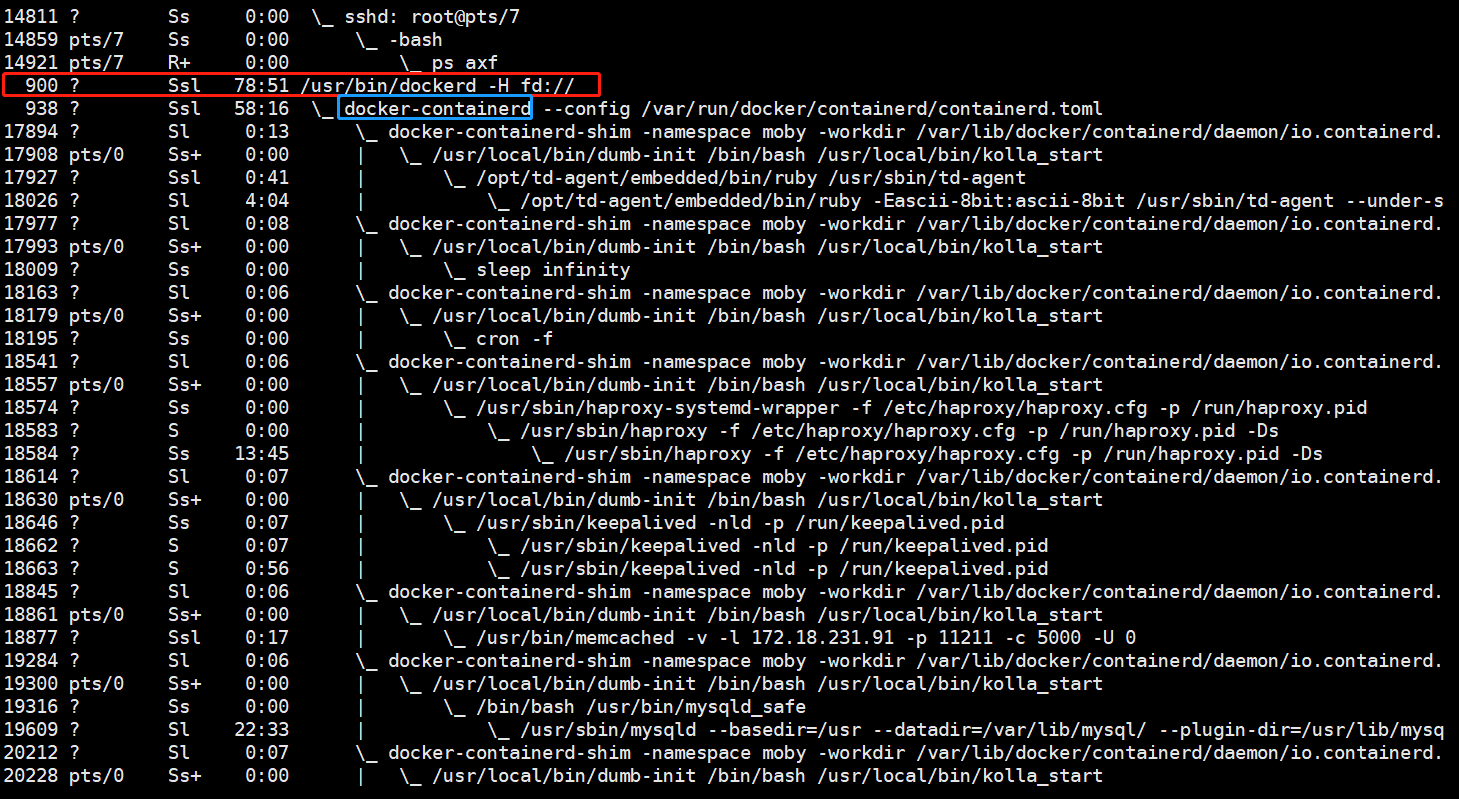 14811 ?        Ss     0:00  \_ sshd: root@pts/7
14859 pts/7    Ss     0:00      \_ -bash
14921 pts/7    R+     0:00          \_ ps axf
  900 ?        Ssl   78:51 /usr/bin/dockerd -H fd://
  938 ?        Ssl   58:16  \_ docker-containerd --config /var/run/docker/containerd/containerd.toml
17894 ?        Sl     0:13      \_ docker-containerd-shim -namespace moby -workdir /var/lib/docker/containerd/daemon/io.containerd.
17908 pts/0    Ss+    0:00      |   \_ /usr/local/bin/dumb-init /bin/bash /usr/local/bin/kolla_start
17927 ?        Ssl    0:41      |       \_ /opt/td-agent/embedded/bin/ruby /usr/sbin/td-agent
18026 ?        Sl     4:04      |           \_ /opt/td-agent/embedded/bin/ruby -Eascii-8bit:ascii-8bit /usr/sbin/td-agent --under-s
17977 ?        Sl     0:08      \_ docker-containerd-shim -namespace moby -workdir /var/lib/docker/containerd/daemon/io.containerd.
17993 pts/0    Ss+    0:00      |   \_ /usr/local/bin/dumb-init /bin/bash /usr/local/bin/kolla_start
18009 ?        Ss     0:00      |       \_ sleep infinity
18163 ?        Sl     0:06      \_ docker-containerd-shim -namespace moby -workdir /var/lib/docker/containerd/daemon/io.containerd.
18179 pts/0    Ss+    0:00      |   \_ /usr/local/bin/dumb-init /bin/bash /usr/local/bin/kolla_start
18195 ?        Ss     0:00      |       \_ cron -f
18541 ?        Sl     0:06      \_ docker-containerd-shim -namespace moby -workdir /var/lib/docker/containerd/daemon/io.containerd.
18557 pts/0    Ss+    0:00      |   \_ /usr/local/bin/dumb-init /bin/bash /usr/local/bin/kolla_start
18574 ?        Ss     0:00      |       \_ /usr/sbin/haproxy-systemd-wrapper -f /etc/haproxy/haproxy.cfg -p /run/haproxy.pid
18583 ?        S      0:00      |           \_ /usr/sbin/haproxy -f /etc/haproxy/haproxy.cfg -p /run/haproxy.pid -Ds
18584 ?        Ss    13:45      |               \_ /usr/sbin/haproxy -f /etc/haproxy/haproxy.cfg -p /run/haproxy.pid -Ds
18614 ?        Sl     0:07      \_ docker-containerd-shim -namespace moby -workdir /var/lib/docker/containerd/daemon/io.containerd.
18630 pts/0    Ss+    0:00      |   \_ /usr/local/bin/dumb-init /bin/bash /usr/local/bin/kolla_start
18646 ?        Ss     0:07      |       \_ /usr/sbin/keepalived -nld -p /run/keepalived.pid
18662 ?        S      0:07      |           \_ /usr/sbin/keepalived -nld -p /run/keepalived.pid
18663 ?        S      0:56      |           \_ /usr/sbin/keepalived -nld -p /run/keepalived.pid
18845 ?        Sl     0:06      \_ docker-containerd-shim -namespace moby -workdir /var/lib/docker/containerd/daemon/io.containerd.
18861 pts/0    Ss+    0:00      |   \_ /usr/local/bin/dumb-init /bin/bash /usr/local/bin/kolla_start
18877 ?        Ssl    0:17      |       \_ /usr/bin/memcached -v -l 172.18.231.91 -p 11211 -c 5000 -U 0
19284 ?        Sl     0:06      \_ docker-containerd-shim -namespace moby -workdir /var/lib/docker/containerd/daemon/io.containerd.
19300 pts/0    Ss+    0:00      |   \_ /usr/local/bin/dumb-init /bin/bash /usr/local/bin/kolla_start
19316 ?        Ss     0:00      |       \_ /bin/bash /usr/bin/mysqld_safe
19609 ?        Sl    22:33      |           \_ /usr/sbin/mysqld --basedir=/usr --datadir=/var/lib/mysql/ --plugin-dir=/usr/lib/mysq
20212 ?        Sl     0:07      \_ docker-containerd-shim -namespace moby -workdir /var/lib/docker/containerd/daemon/io.containerd.
20228 pts/0    Ss+    0:00      |   \_ /usr/local/bin/dumb-init /bin/bash /usr/local/bin/kolla_start